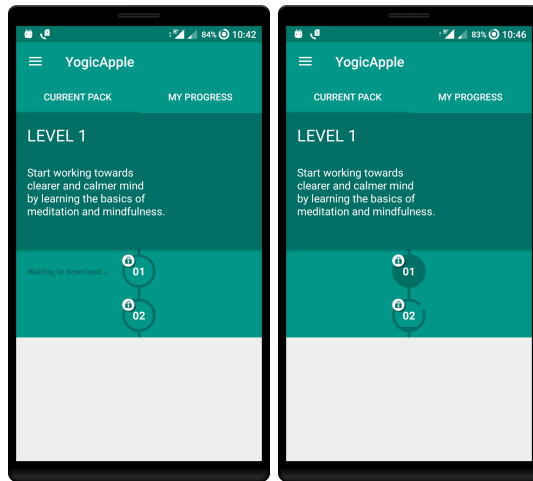 84% 10:42
YogicApple
CURRENT PACK MY PROGRESS
LEVEL 1
Start working towards
clearer and calmer mind
by learning the basics of
meditation and mindfulness.
Waiting to download... 01
02
83% 10:46
YogicApple
CURRENT PACK MY PROGRESS
LEVEL 1
Start working towards
clearer and calmer mind
by learning the basics of
meditation and mindfulness.
01
02